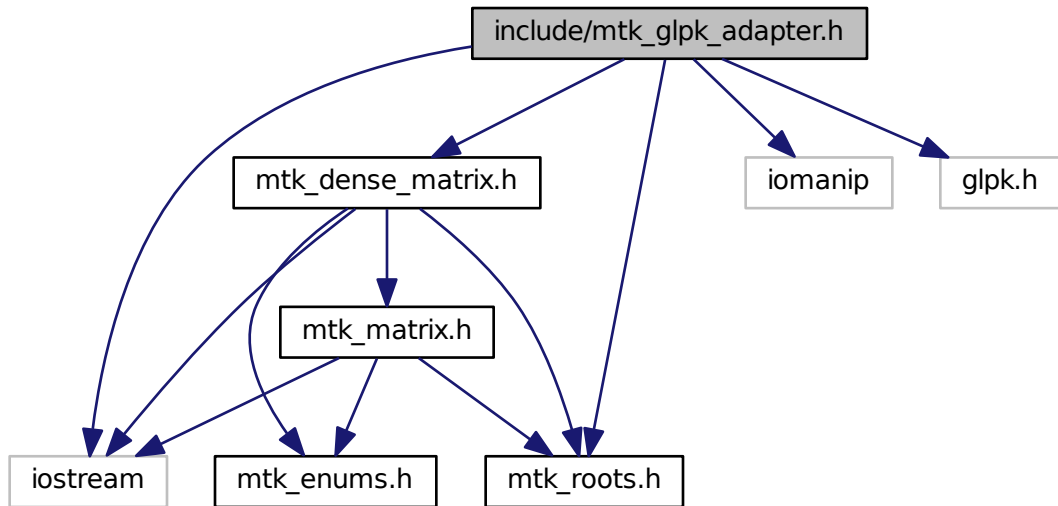 include/mtk_glpk_adapter.h
mtk_dense_matrix.h
iomanip
glpk.h
mtk_matrix.h
iostream
mtk_enums.h
mtk_roots.h